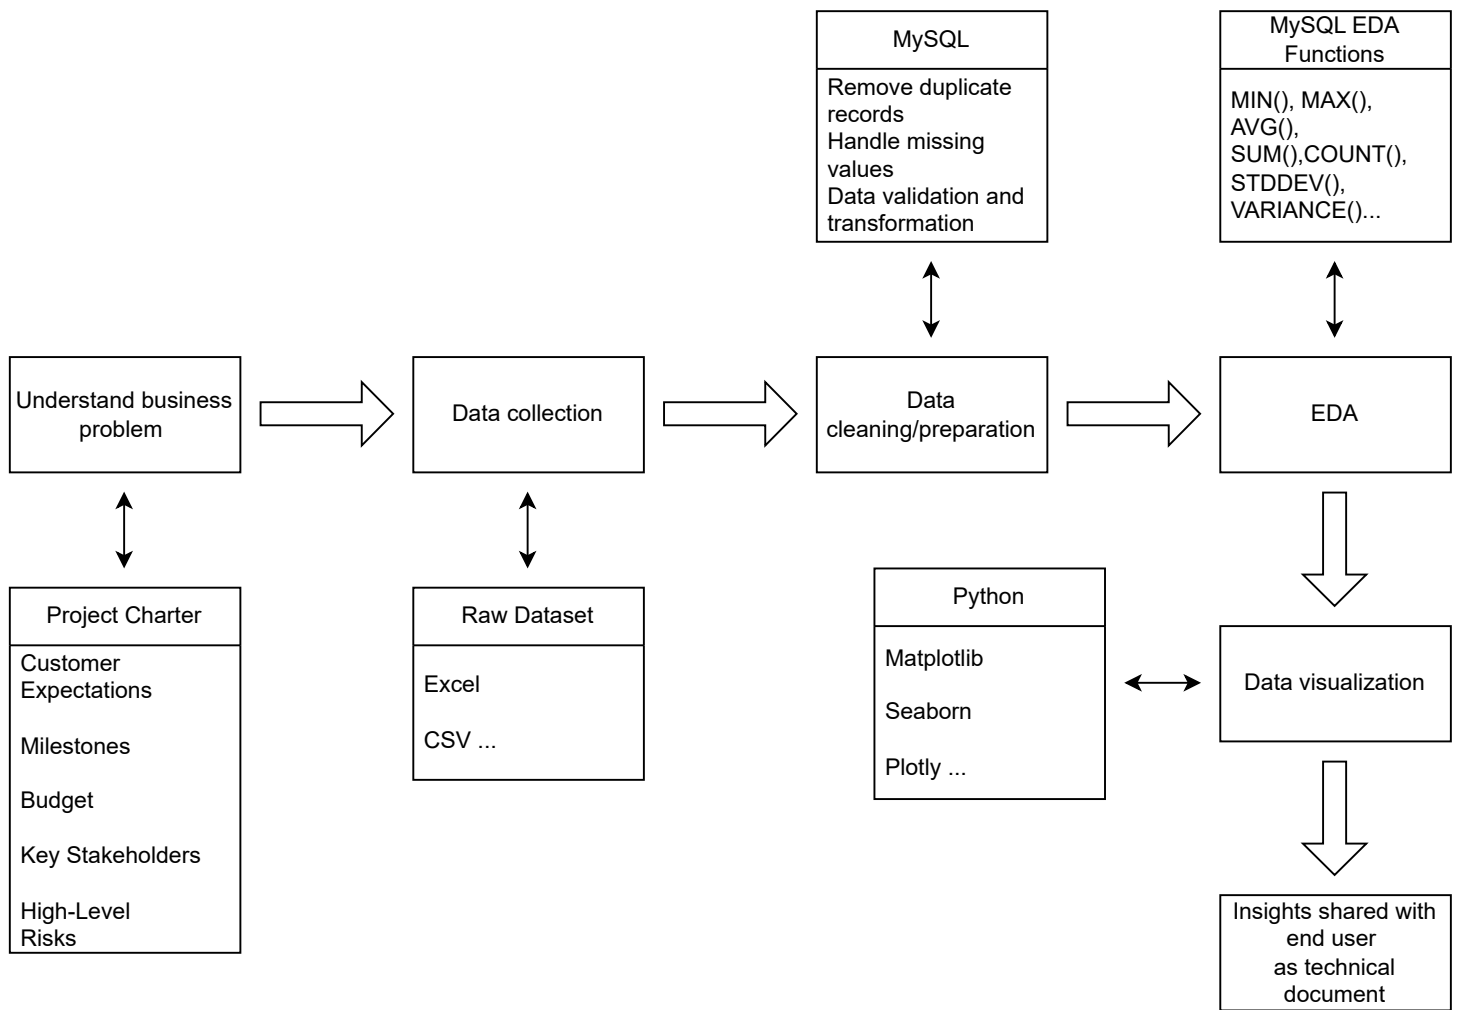 MySQL
Remove duplicate
records
Handle missing
values
Data validation and
transformation
MySQL EDA
Functions
MIN(), MAX(),
AVG(),
SUM(),COUNT(),
STDDEV(),
VARIANCE()...
Understand business
problem
Data collection
Data
cleaning/preparation
EDA
Project Charter
Customer
Expectations
Milestones
Budget
Key Stakeholders
High-Level
Risks
Raw Dataset
Excel
CSV ...
Python
Matplotlib
Seaborn
Plotly ...
Data visualization
Insights shared with
end user
as technical
document